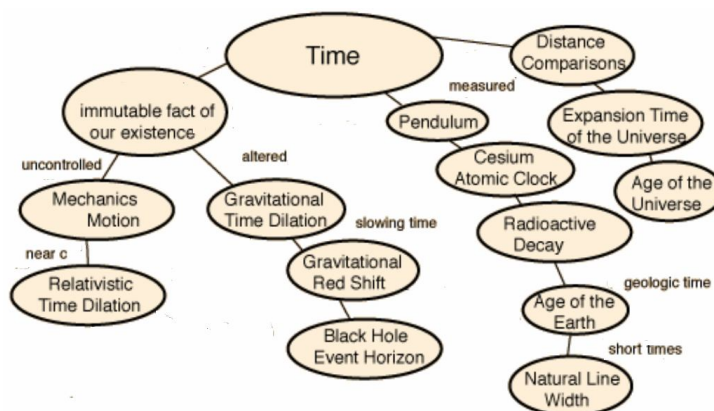 Time
Distance
Comparisons
measured
immutable fact of
our existence
Pendulum
Expansion Time
of the Universe
uncontrolled
altered
Cesium
Atomic Clock
Age of the
Universe
Mechanics
Motion
Gravitational
Time Dilation
slowing time
Radioactive
Decay
near c
Gravitational
Red Shift
Relativistic
Time Dilation
geologic time
Age of the
Earth
Black Hole
Event Horizon
short times
Natural Line
Width